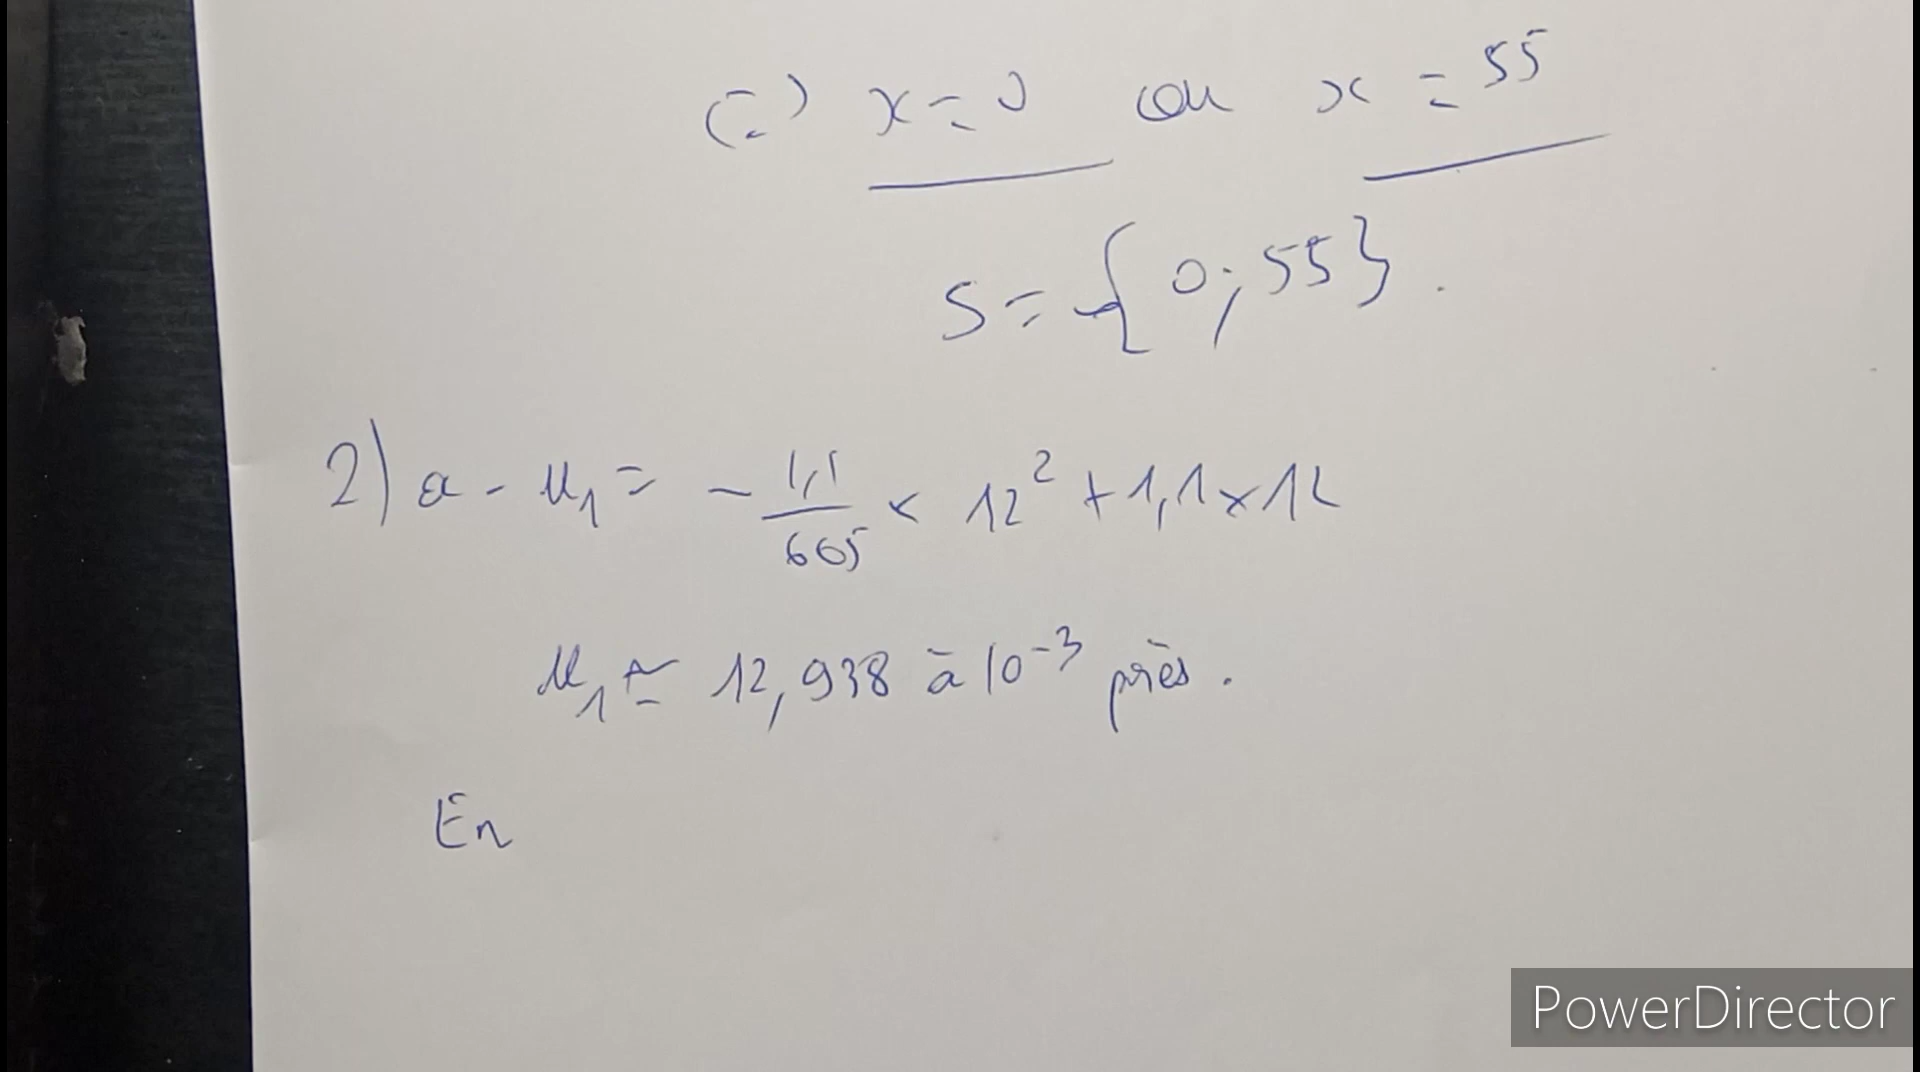 (=) x = 0 ou x = 55
S = {0 ; 55}.
2) a - u₁ = - 1,1/605 × 12² + 1,1 × 12
u₁ ≃ 12,938 à 10⁻³ près.
En
PowerDirector